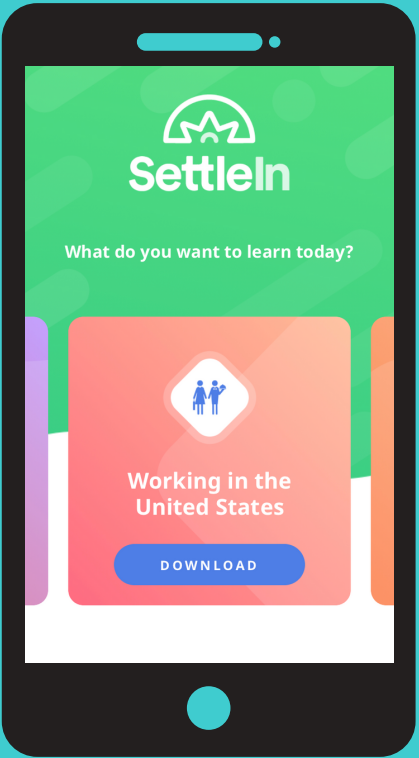 SettleIn
What do you want to learn today?
Working in the
United States
DOWNLOAD